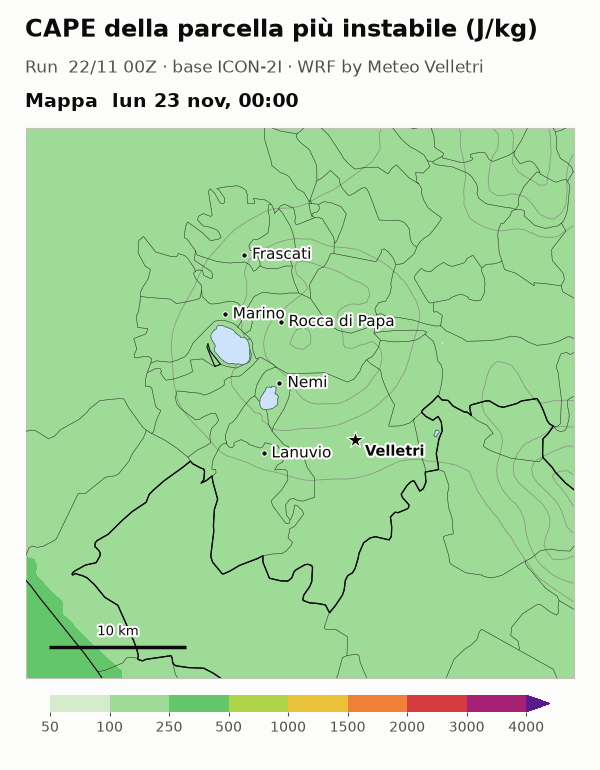 CAPE della parcella più instabile (J/kg)
Run  22/11 00Z · base ICON-2I · WRF by Meteo Velletri
Mappa  lun 23 nov, 00:00
Frascati
Marino
Rocca di Papa
Nemi
Velletri
Lanuvio
10 km
50 100 250 500 1000 1500 2000 3000 4000